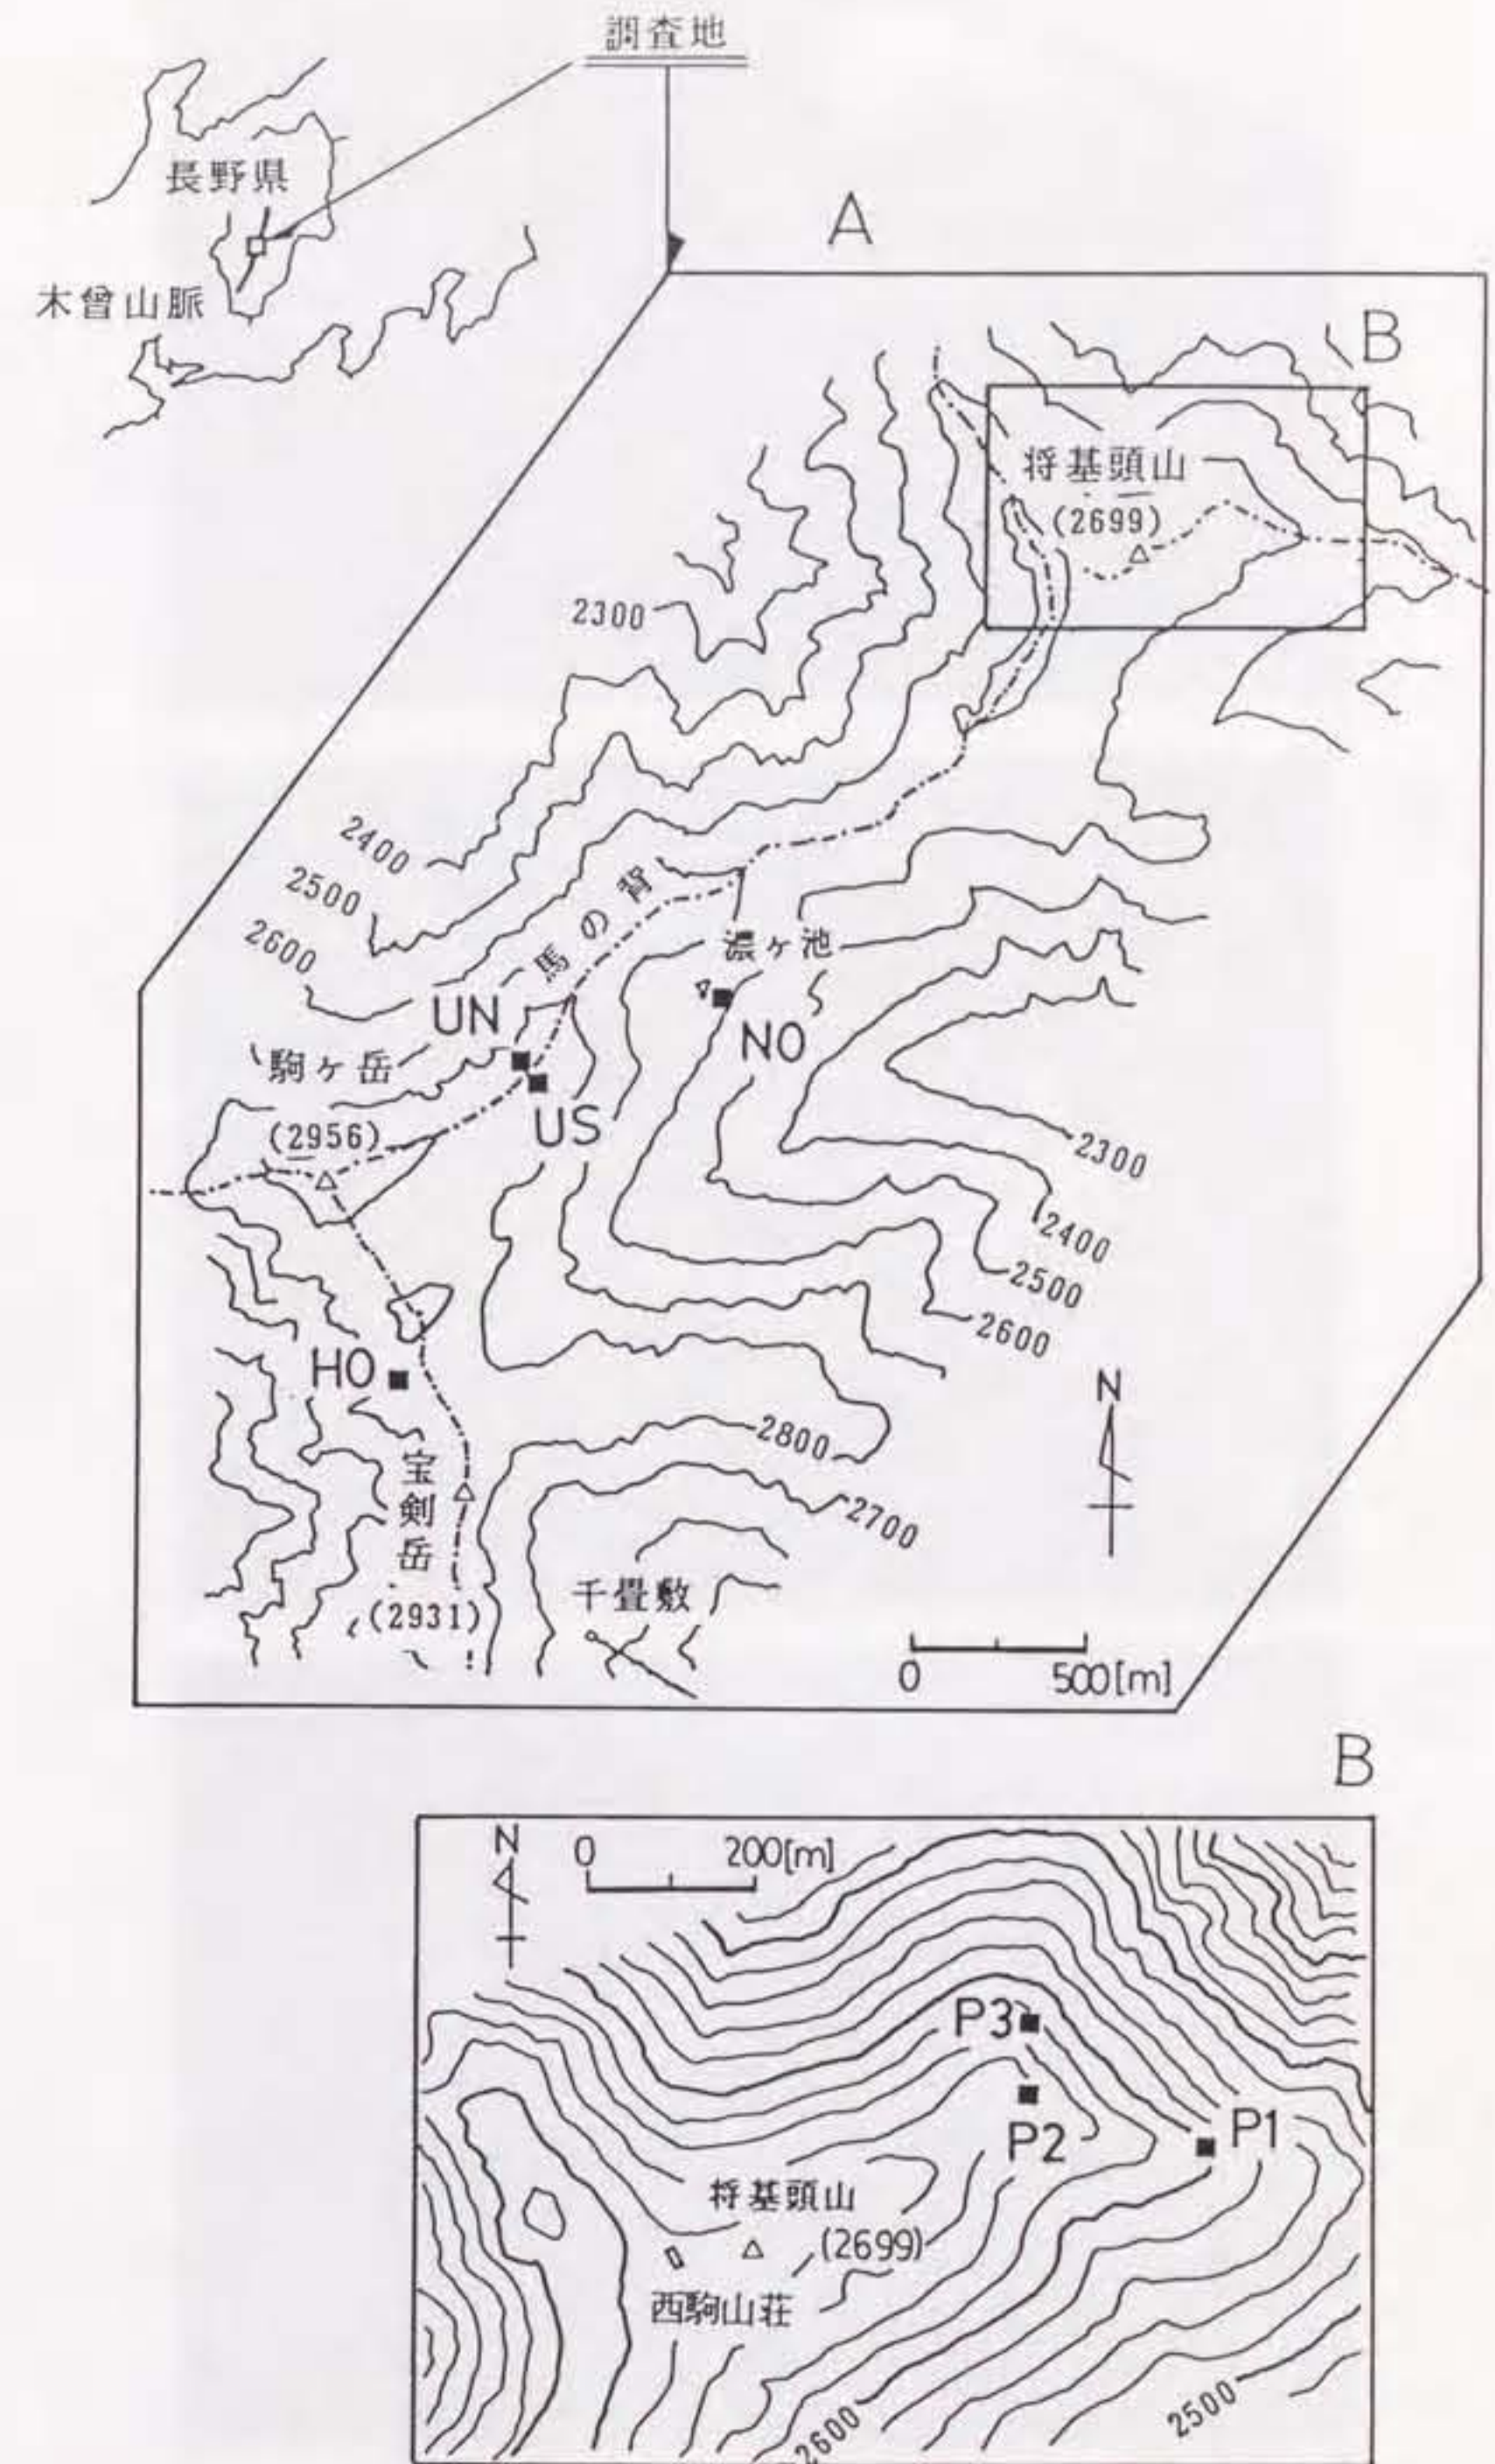 調査地
長野県
木曾山脈
A
B
将基頭山
(2699)
2300
2400
2500
2600
馬の背
濃ヶ池
UN
NO
駒ヶ岳
US
(2956)
2300
2400
2500
2600
HO
N
2800
宝剣岳
2700
千畳敷
(2931)
0 500[m]
B
N
0 200[m]
P3
P2
P1
将基頭山
(2699)
西駒山荘
2600
2500